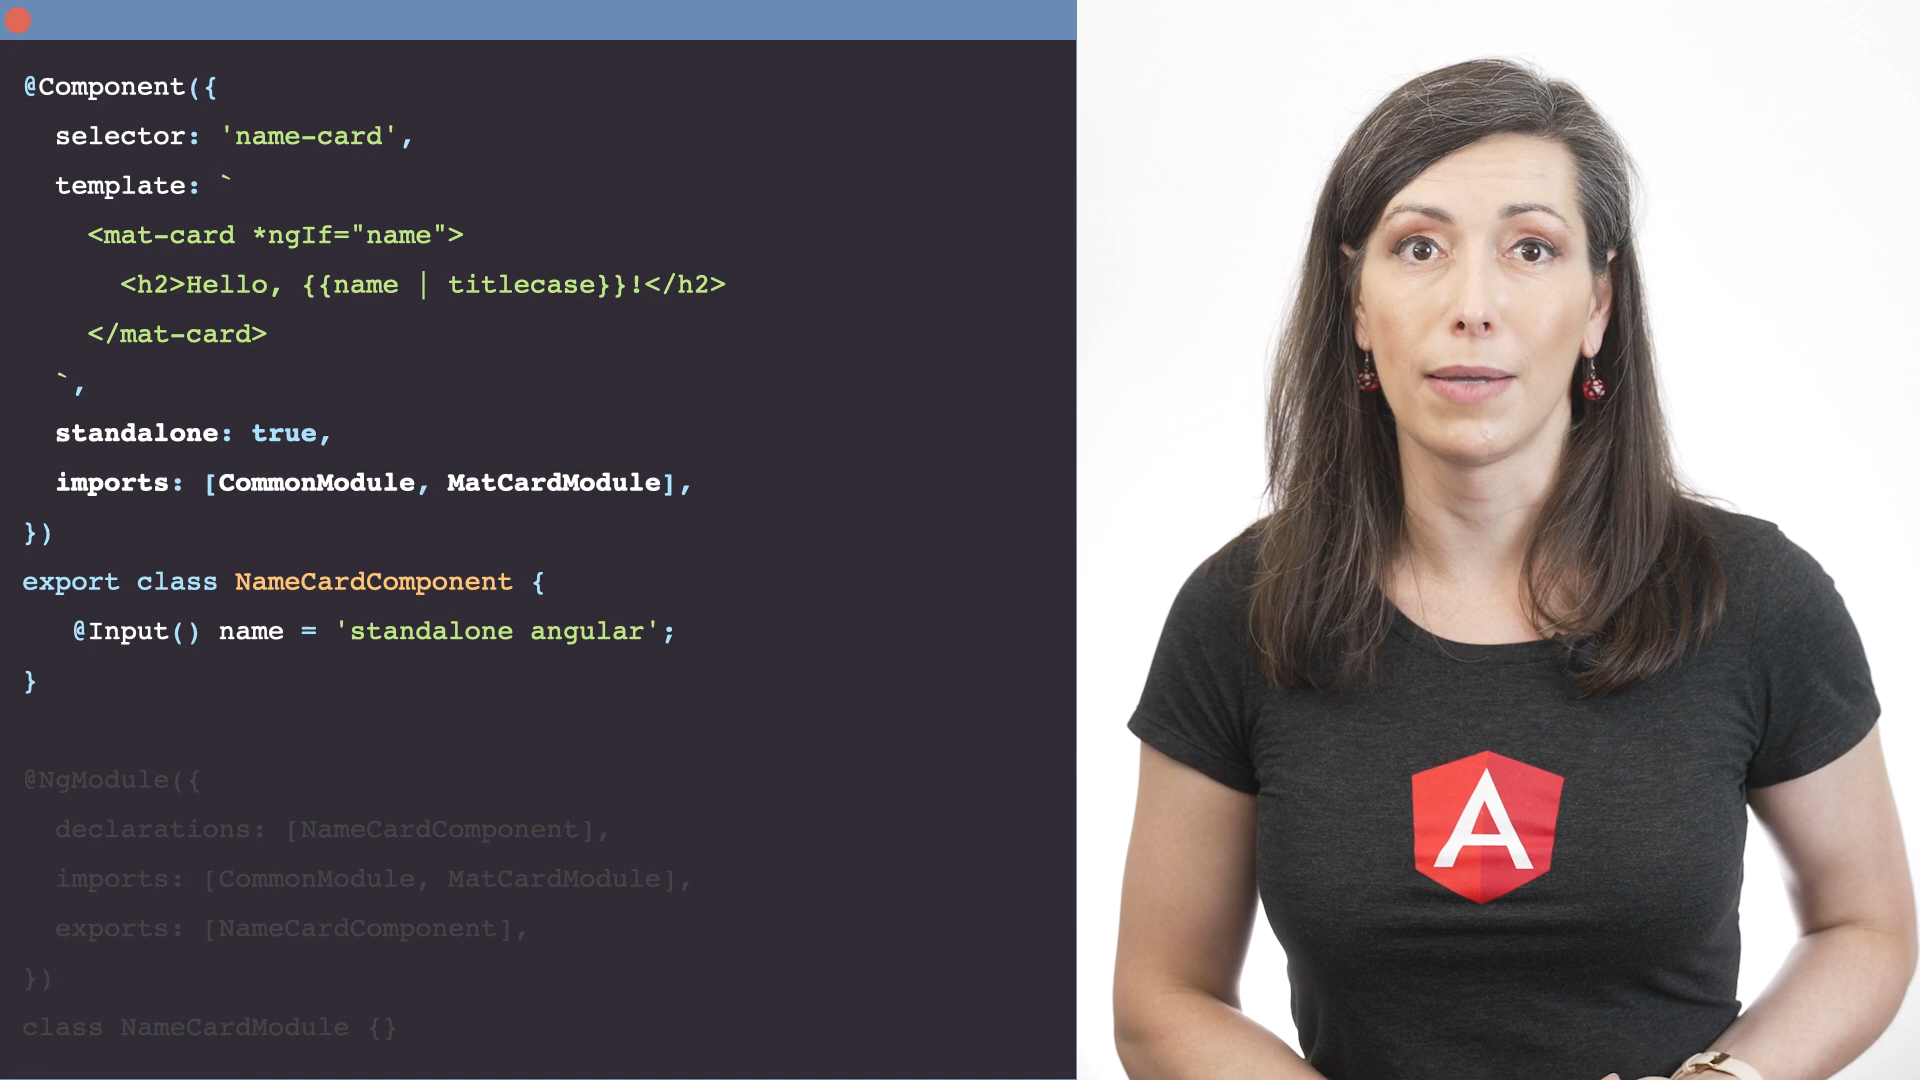 @Component({
  selector: 'name-card',
  template: `
    <mat-card *ngIf="name">
      <h2>Hello, {{name | titlecase}}!</h2>
    </mat-card>
  `,
  standalone: true,
  imports: [CommonModule, MatCardModule],
})
export class NameCardComponent {
   @Input() name = 'standalone angular';
}
@NgModule({
  declarations: [NameCardComponent],
  imports: [CommonModule, MatCardModule],
  exports: [NameCardComponent],
})
class NameCardModule {}
A